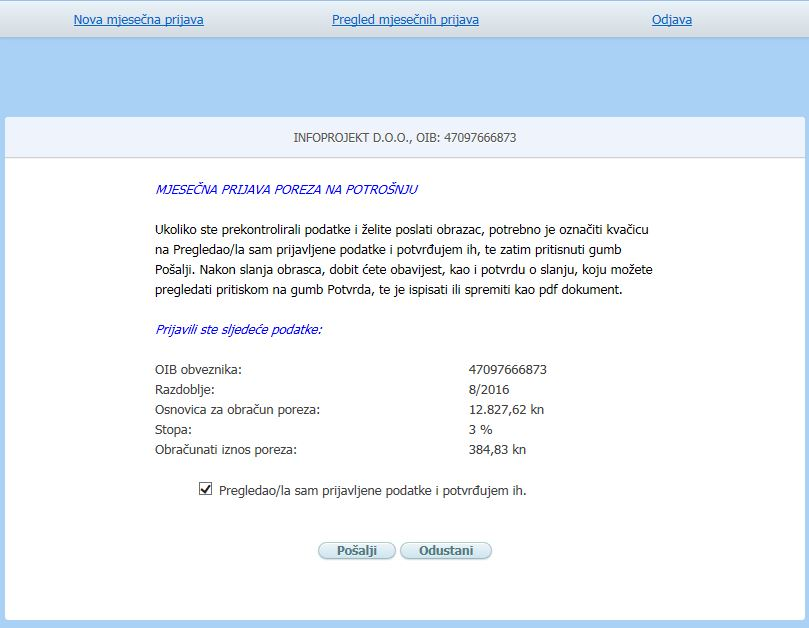 Nova mjesečna prijava Pregled mjesečnih prijava Odjava
INFOPROJEKT D.O.O., OIB: 47097666873
MJESEČNA PRIJAVA POREZA NA POTROŠNJU
Ukoliko ste prekontrolirali podatke i želite poslati obrazac, potrebno je označiti kvačicu
na Pregledao/la sam prijavljene podatke i potvrđujem ih, te zatim pritisnuti gumb
Pošalji. Nakon slanja obrasca, dobit ćete obavijest, kao i potvrdu o slanju, koju možete
pregledati pritiskom na gumb Potvrda, te je ispisati ili spremiti kao pdf dokument.
Prijavili ste sljedeće podatke:
OIB obveznika: 47097666873
Razdoblje: 8/2016
Osnovica za obračun poreza: 12.827,62 kn
Stopa: 3 %
Obračunati iznos poreza: 384,83 kn
Pregledao/la sam prijavljene podatke i potvrđujem ih.
Pošalji Odustani